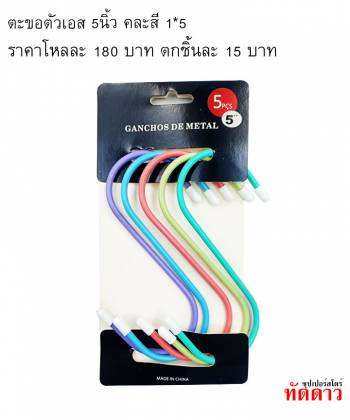 ตะขอตัวเอส 5นิ้ว คละสี 1*5
ราคาโหลละ 180 บาท ตกชิ้นละ 15 บาท
5
PCS
5"
GANCHOS DE METAL
MADE IN CHINA
ซุปเปอร์สโตร์
ทัดดาว